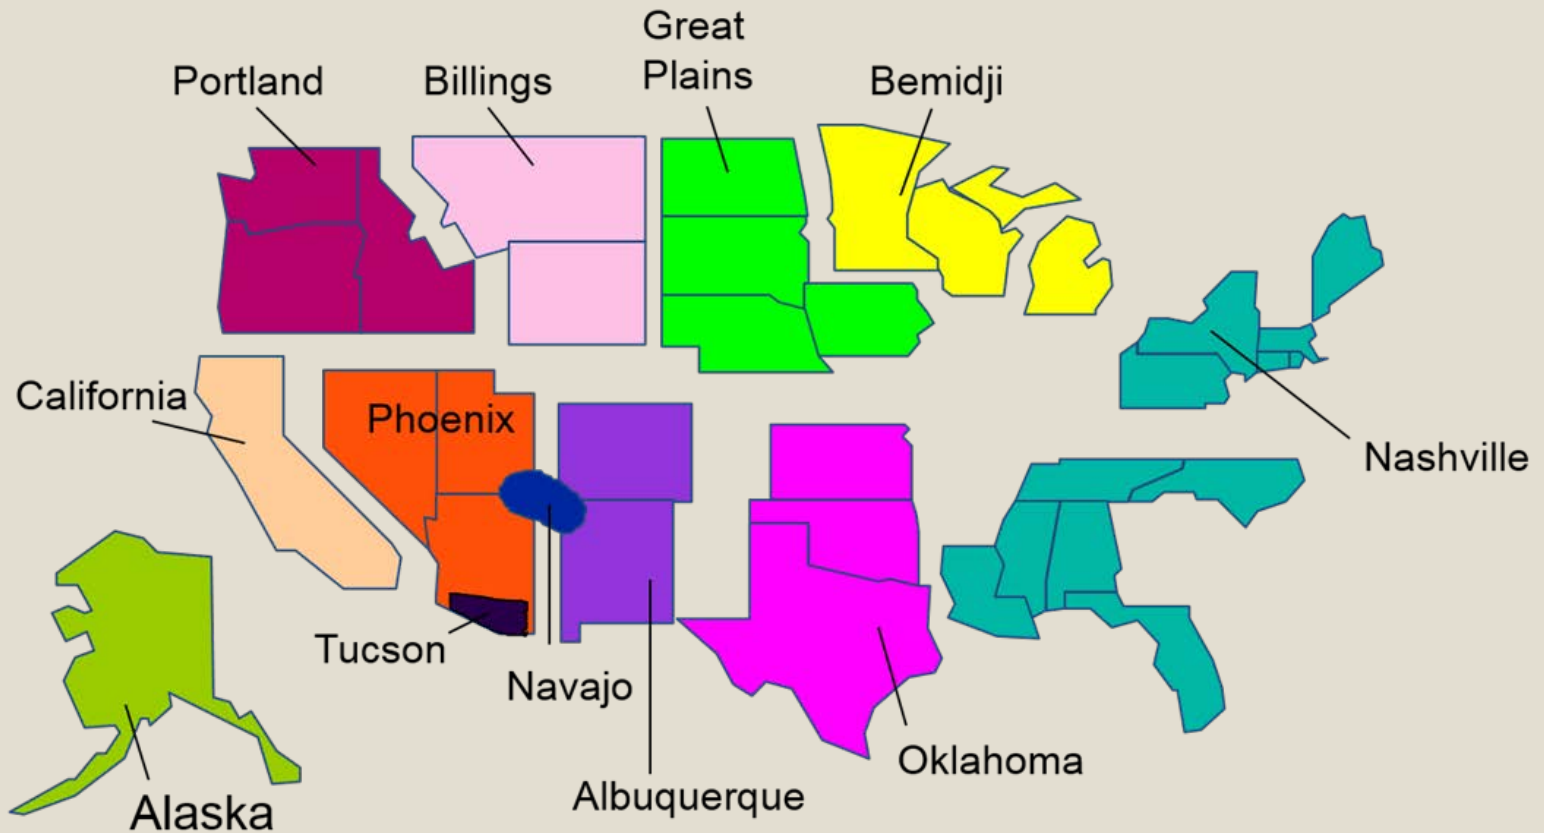 Great
Plains
Portland
Billings
Bemidji
California
Phoenix
Nashville
Tucson
Navajo
Oklahoma
Albuquerque
Alaska